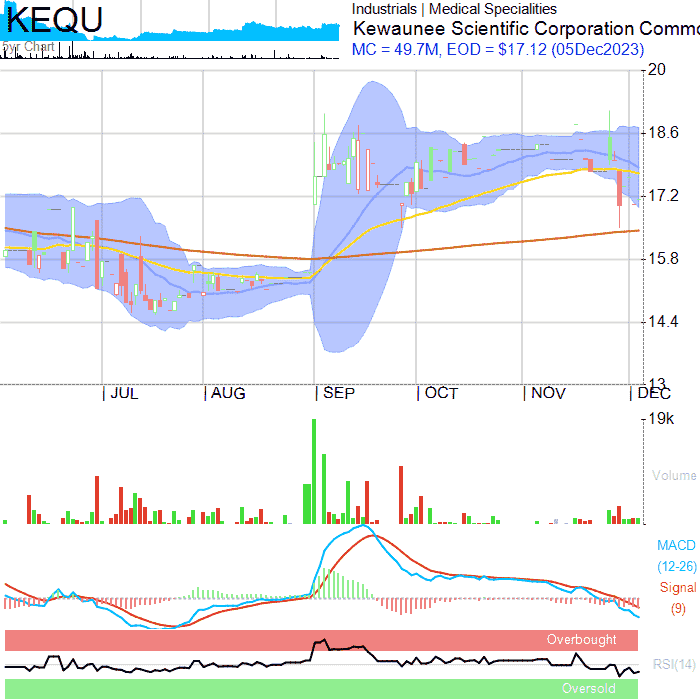 KEQU
5yr Chart
Industrials | Medical Specialities
Kewaunee Scientific Corporation Commo
MC = 49.7M, EOD = $17.12 (05Dec2023)
20
18.6
17.2
15.8
14.4
13
JUL
AUG
SEP
OCT
NOV
DEC
19k
Volume
MACD
(12-26)
Signal
(9)
Overbought
RSI(14)
Oversold